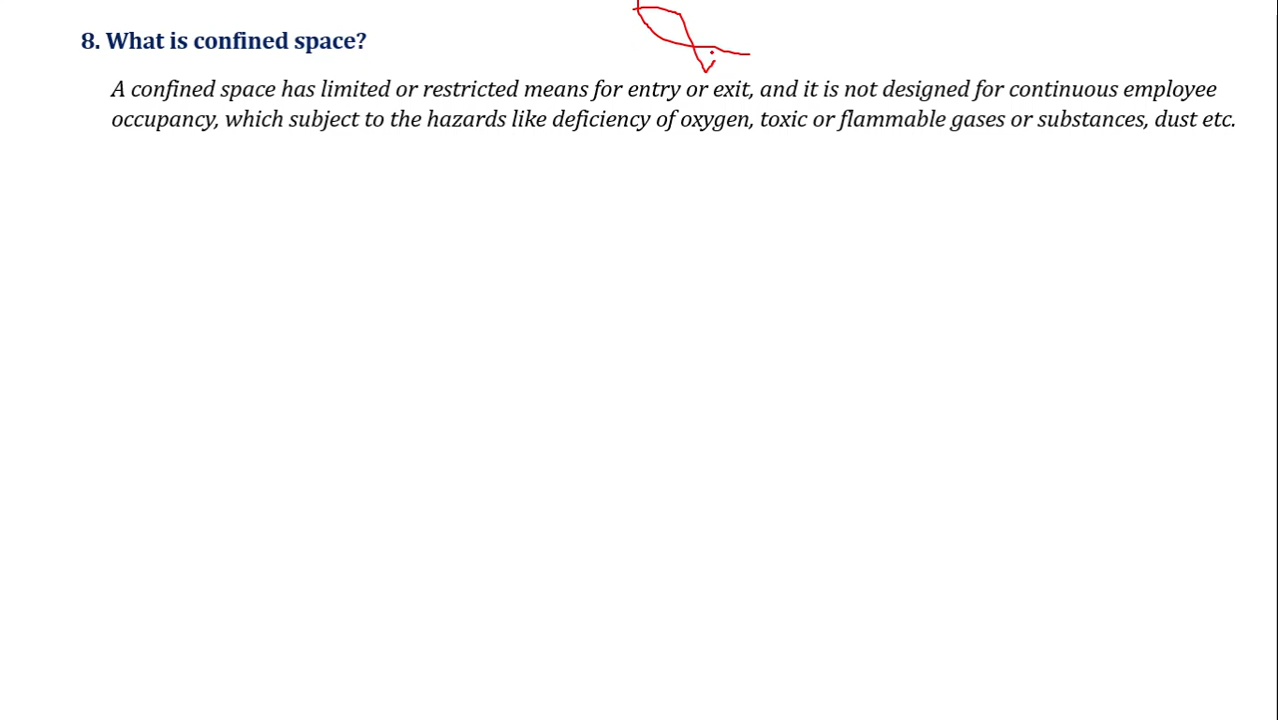 8. What is confined space?
A confined space has limited or restricted means for entry or exit, and it is not designed for continuous employee
occupancy, which subject to the hazards like deficiency of oxygen, toxic or flammable gases or substances, dust etc.